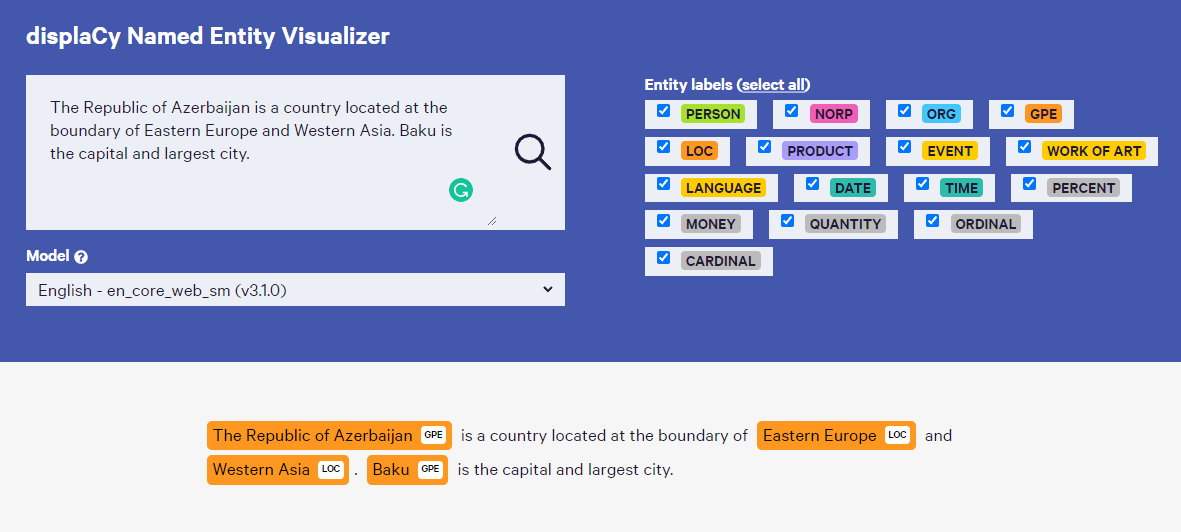 displaCy Named Entity Visualizer
The Republic of Azerbaijan is a country located at the
boundary of Eastern Europe and Western Asia. Baku is
the capital and largest city.
Model ?
English - en_core_web_sm (v3.1.0)
Entity labels (select all)
PERSON NORP ORG GPE
LOC PRODUCT EVENT WORK OF ART
LANGUAGE DATE TIME PERCENT
MONEY QUANTITY ORDINAL
CARDINAL
The Republic of Azerbaijan GPE is a country located at the boundary of Eastern Europe LOC and
Western Asia LOC . Baku GPE is the capital and largest city.